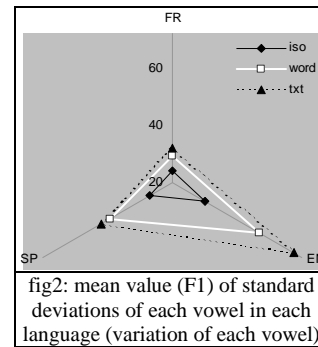 FR
iso
word
txt
60
40
20
SP
EN
fig2: mean value (F1) of standard
deviations of each vowel in each
language (variation of each vowel)